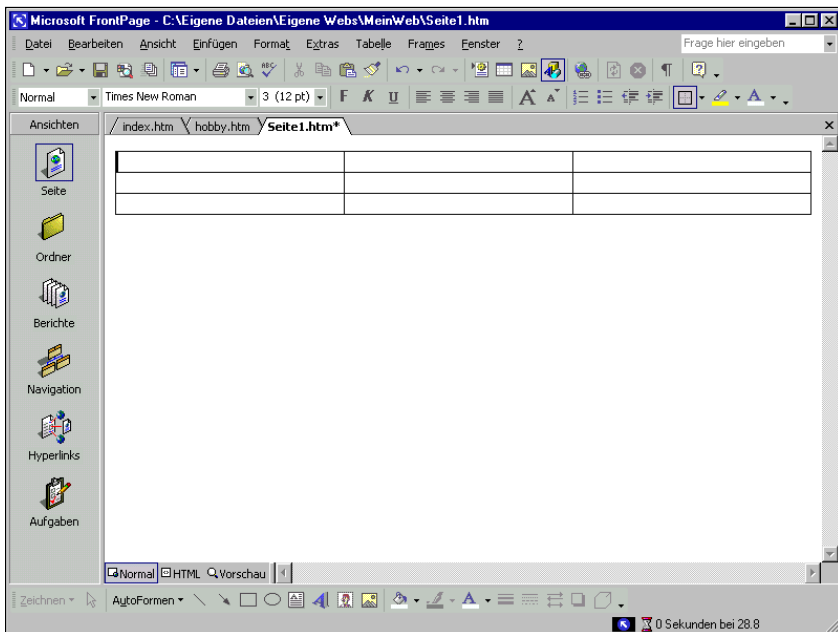 Microsoft FrontPage - C:\Eigene Dateien\Eigene Webs\MeinWeb\Seite1.htm
Datei Bearbeiten Ansicht Einfügen Format Extras Tabelle Frames Fenster ? Frage hier eingeben
Normal Times New Roman 3 (12 pt) F K U A A A
Ansichten index.htm hobby.htm Seite1.htm*
Seite
Ordner
Berichte
Navigation
Hyperlinks
Aufgaben
Normal HTML Vorschau
Zeichnen AutoFormen A
0 Sekunden bei 28.8